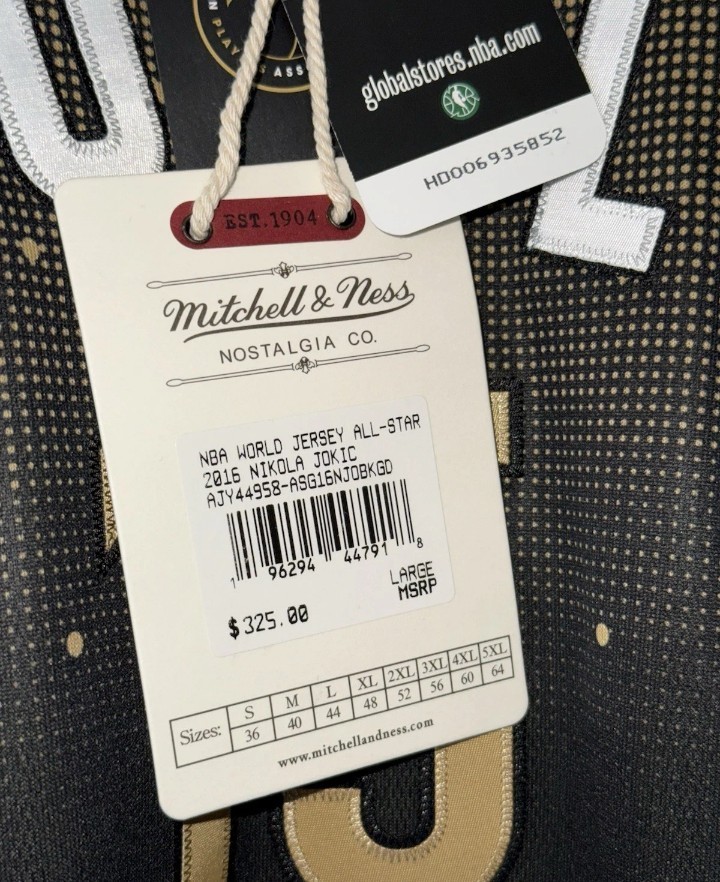 N PLAY
S ASS
globalstores.nba.com
HD006935852
EST.1904
Mitchell & Ness
NOSTALGIA CO.
NBA WORLD JERSEY ALL-STAR
2016 NIKOLA JOKIC
AJY44958-ASG16NJOBKGD
1 96294 44791 8
LARGE
MSRP
$325.00
Sizes: S M L XL 2XL 3XL 4XL 5XL
36 40 44 48 52 56 60 64
www.mitchellandness.com